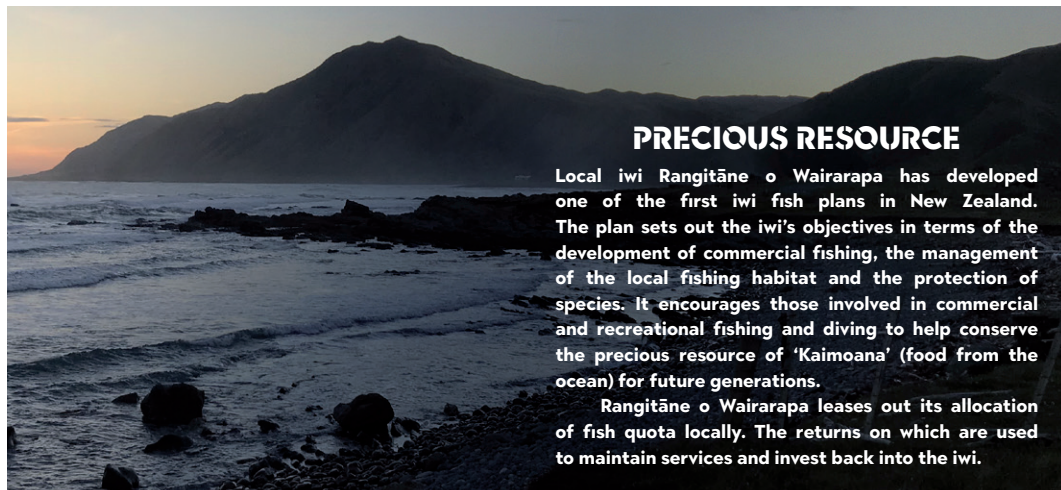 PRECIOUS RESOURCE
Local iwi Rangitāne o Wairarapa has developed
one of the first iwi fish plans in New Zealand.
The plan sets out the iwi’s objectives in terms of the
development of commercial fishing, the management
of the local fishing habitat and the protection of
species. It encourages those involved in commercial
and recreational fishing and diving to help conserve
the precious resource of ‘Kaimoana’ (food from the
ocean) for future generations.
Rangitāne o Wairarapa leases out its allocation
of fish quota locally. The returns on which are used
to maintain services and invest back into the iwi.